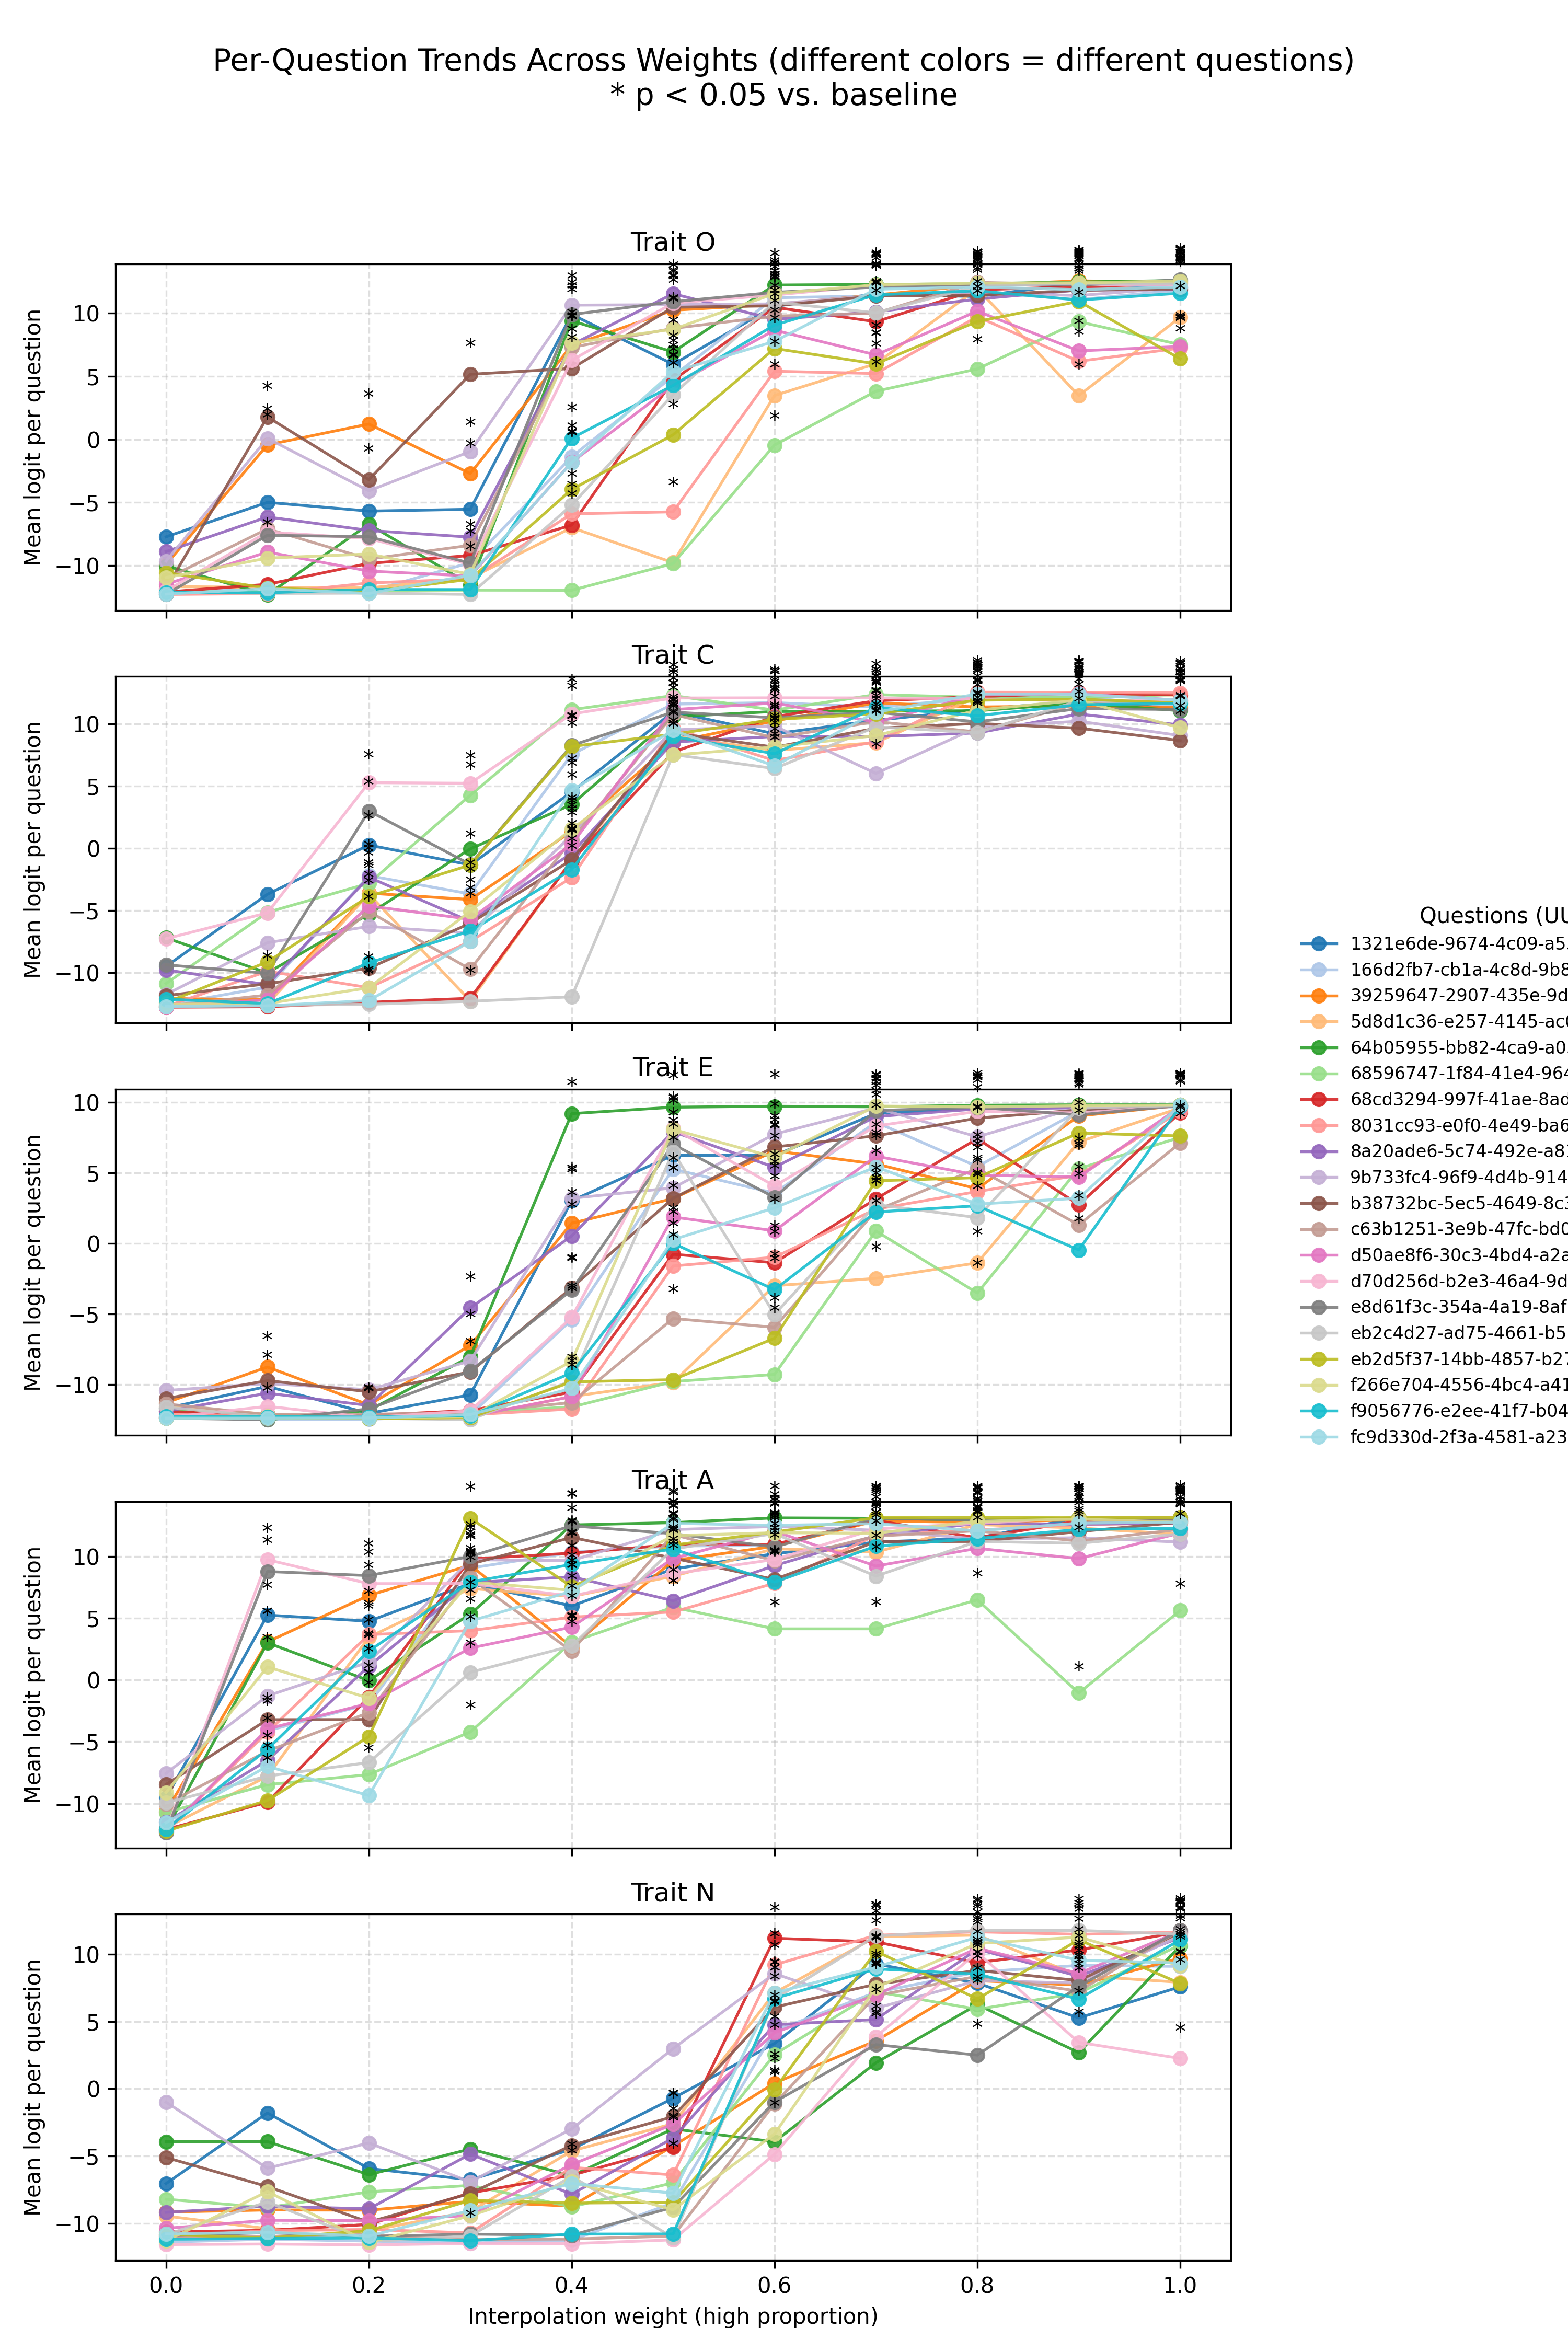 Per-Question Trends Across Weights (different colors = different questions)
* p < 0.05 vs. baseline
Trait O
Mean logit per question
10
5
0
−5
−10
Trait C
Mean logit per question
10
5
0
−5
−10
Trait E
Mean logit per question
10
5
0
−5
−10
Trait A
Mean logit per question
10
5
0
−5
−10
Trait N
Mean logit per question
10
5
0
−5
−10
0.0 0.2 0.4 0.6 0.8 1.0
Interpolation weight (high proportion)
Questions (UU
1321e6de-9674-4c09-a5
166d2fb7-cb1a-4c8d-9b8
39259647-2907-435e-9d
5d8d1c36-e257-4145-ac
64b05955-bb82-4ca9-a0
68596747-1f84-41e4-964
68cd3294-997f-41ae-8a
8031cc93-e0f0-4e49-ba6
8a20ade6-5c74-492e-a8
9b733fc4-96f9-4d4b-914
b38732bc-5ec5-4649-8c
c63b1251-3e9b-47fc-bd
d50ae8f6-30c3-4bd4-a2a
d70d256d-b2e3-46a4-9d
e8d61f3c-354a-4a19-8af
eb2c4d27-ad75-4661-b5
eb2d5f37-14bb-4857-b27
f266e704-4556-4bc4-a41
f9056776-e2ee-41f7-b04
fc9d330d-2f3a-4581-a23